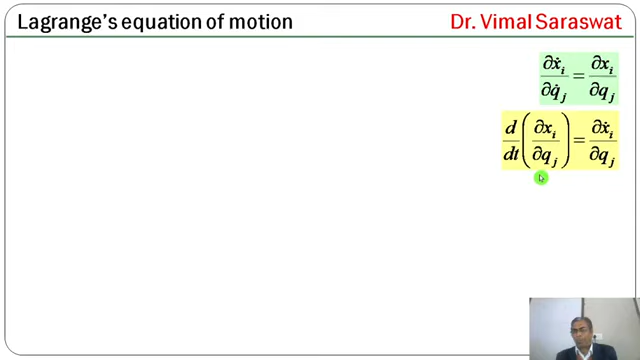 Lagrange's equation of motion Dr. Vimal Saraswat
∂ẋᵢ/∂q̇ⱼ = ∂xᵢ/∂qⱼ
d/dt (∂xᵢ/∂qⱼ) = ∂ẋᵢ/∂qⱼ